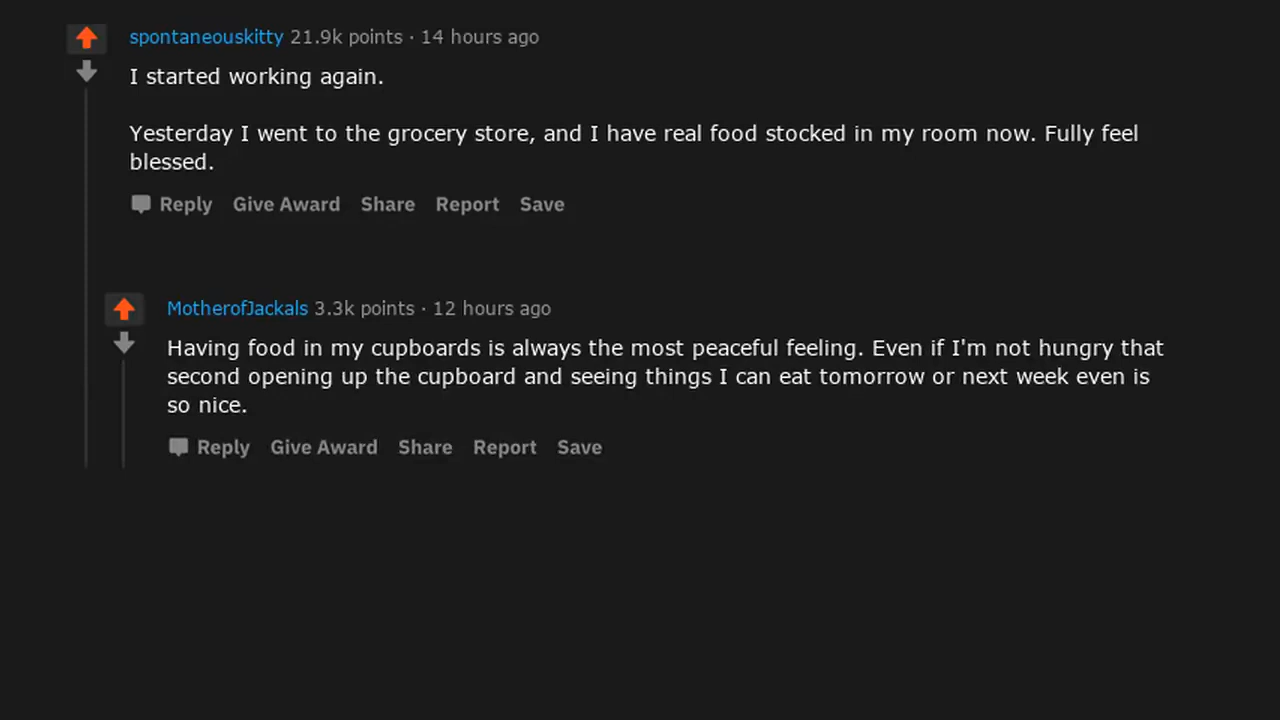 spontaneouskitty 21.9k points · 14 hours ago
I started working again.
Yesterday I went to the grocery store, and I have real food stocked in my room now. Fully feel
blessed.
Reply Give Award Share Report Save
MotherofJackals 3.3k points · 12 hours ago
Having food in my cupboards is always the most peaceful feeling. Even if I'm not hungry that
second opening up the cupboard and seeing things I can eat tomorrow or next week even is
so nice.
Reply Give Award Share Report Save